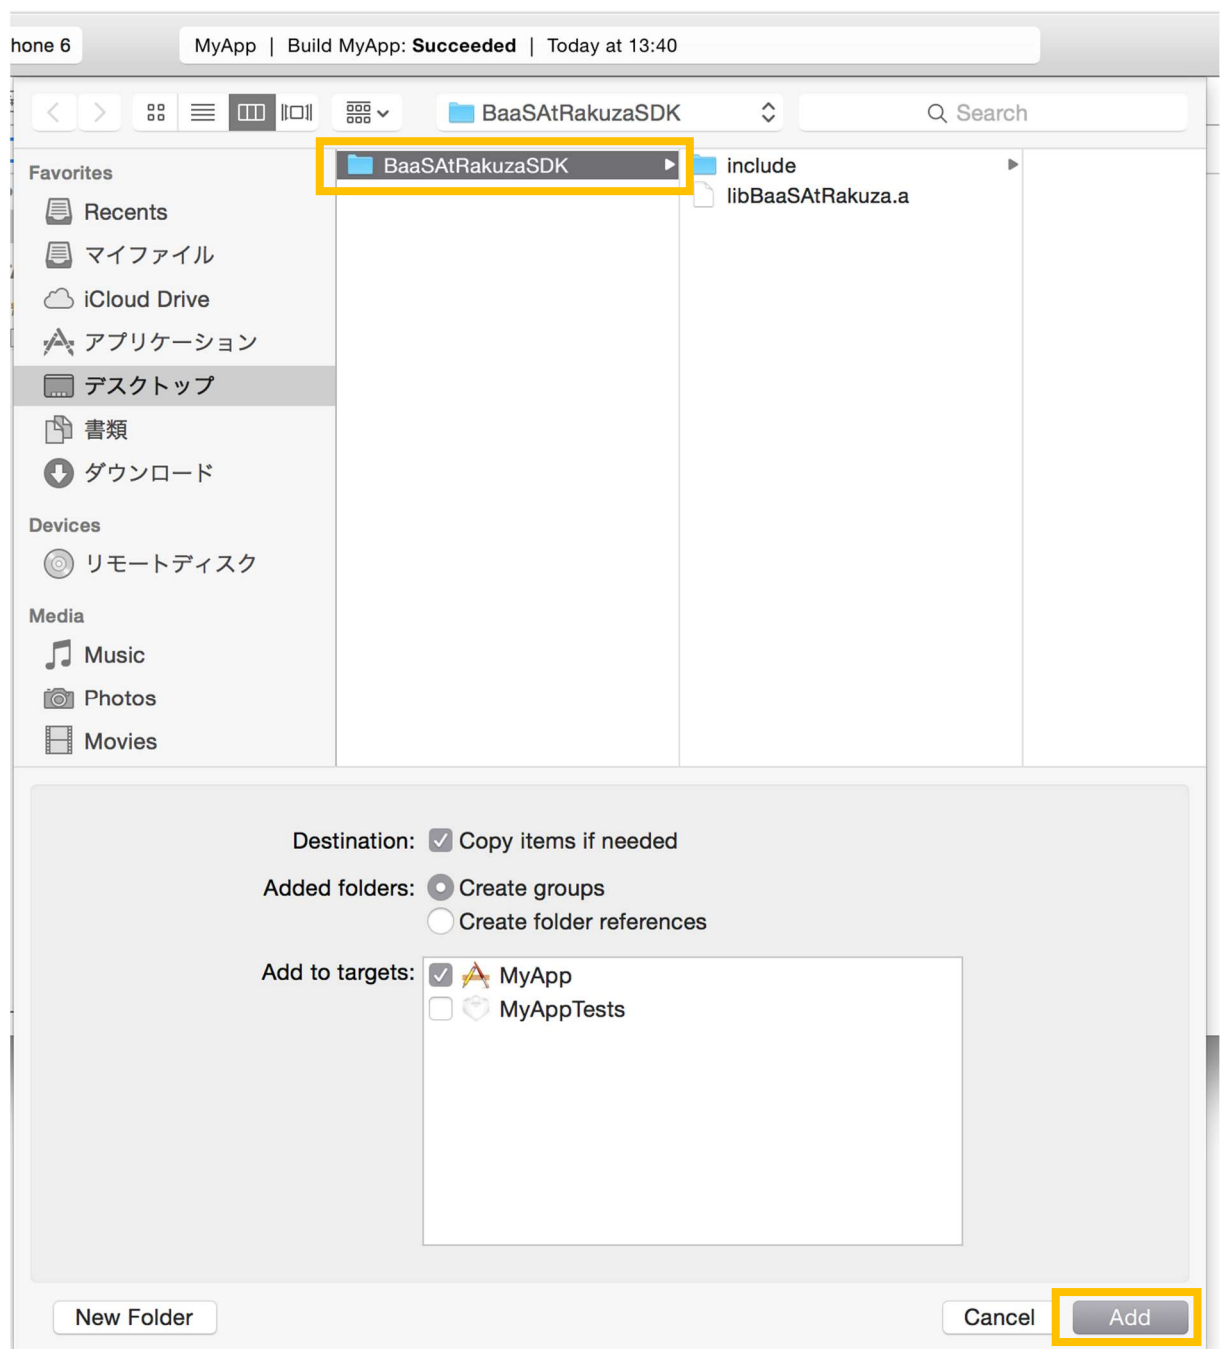 hone 6
MyApp | Build MyApp: Succeeded | Today at 13:40
BaaSAtRakuzaSDK
Search
Favorites
Recents
マイファイル
iCloud Drive
アプリケーション
デスクトップ
書類
ダウンロード
Devices
リモートディスク
Media
Music
Photos
Movies
BaaSAtRakuzaSDK
include
libBaaSAtRakuza.a
Destination: Copy items if needed
Added folders: Create groups
Create folder references
Add to targets: MyApp
MyAppTests
New Folder
Cancel
Add